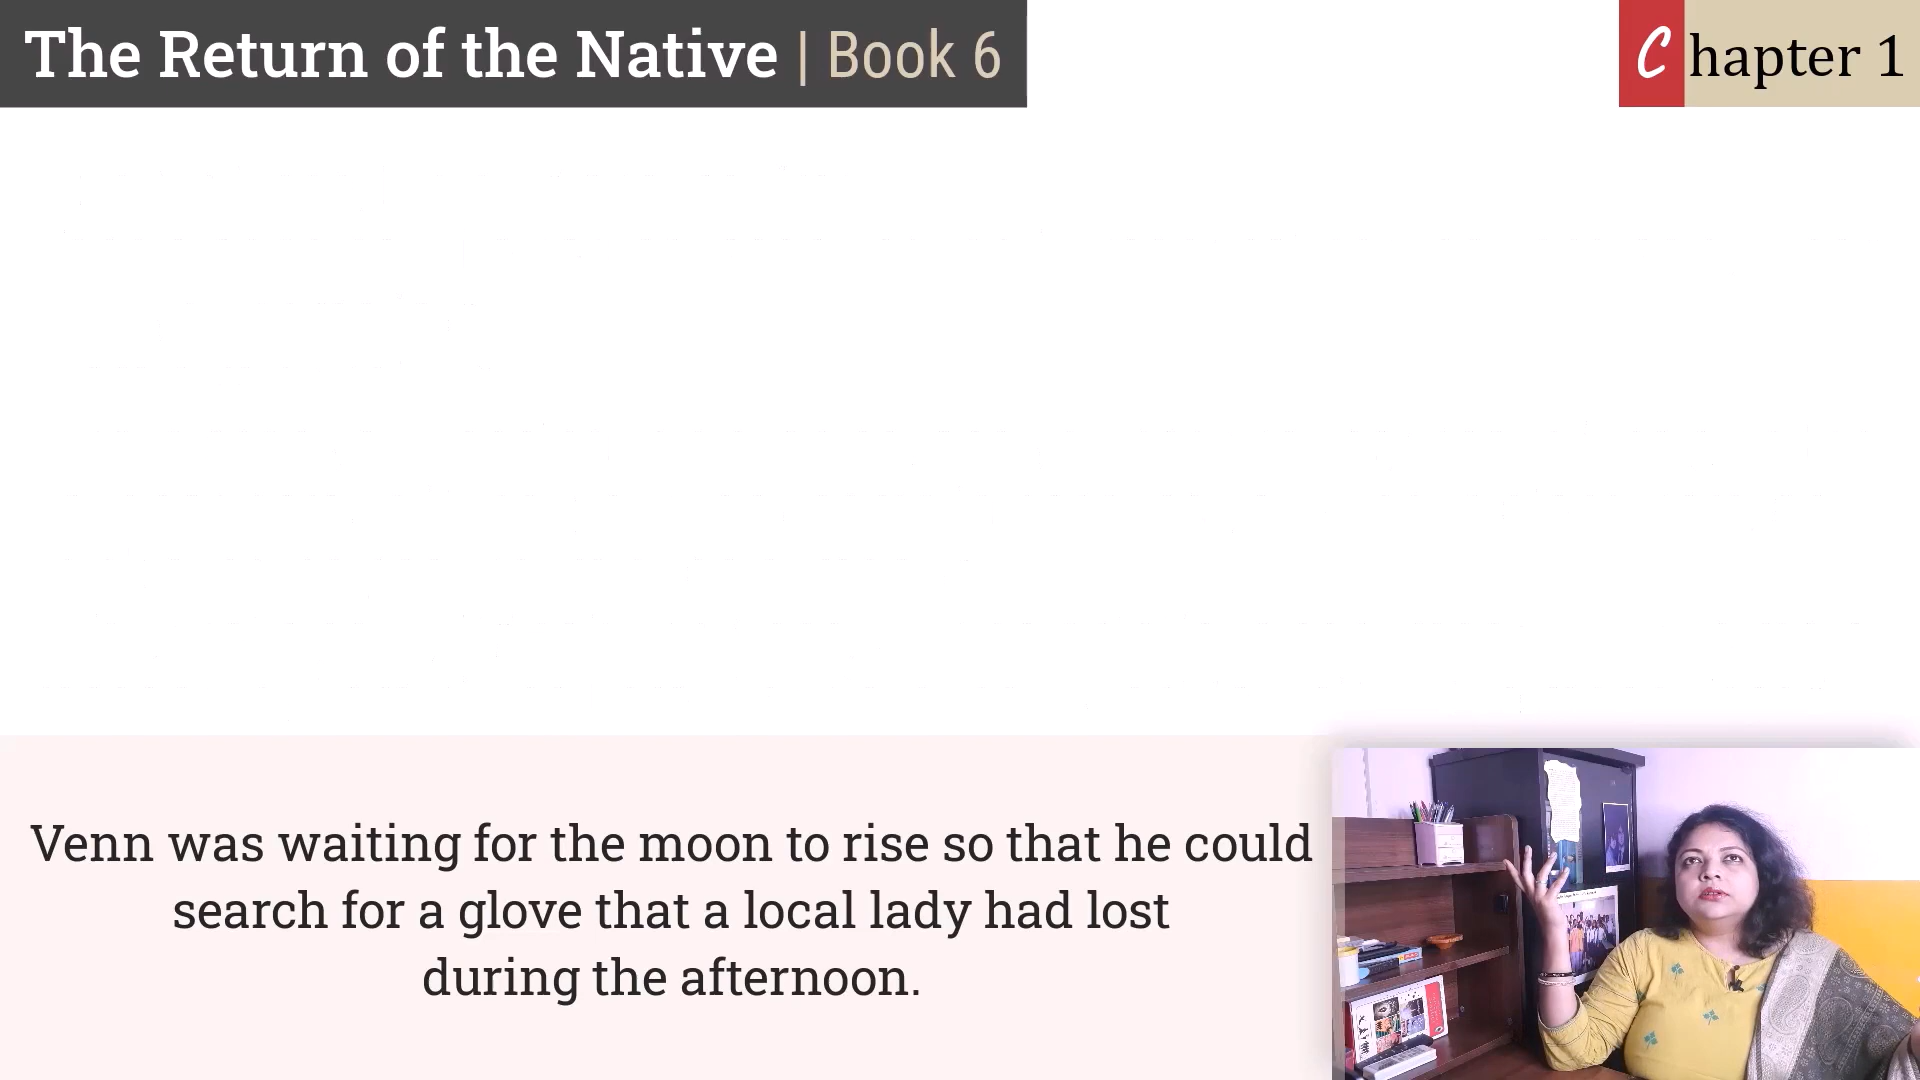 The Return of the Native | Book 6
Chapter 1
Venn was waiting for the moon to rise so that he could
search for a glove that a local lady had lost
during the afternoon.